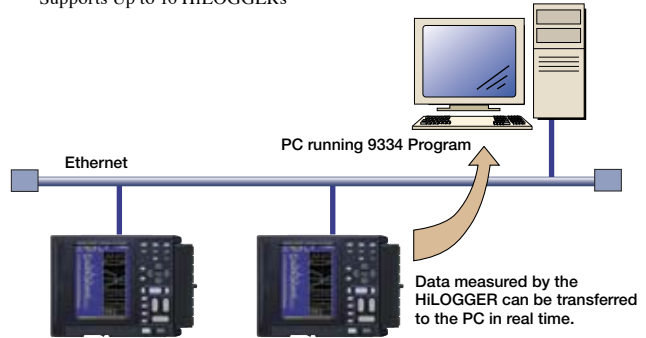 Supports Up to 16 HiLOGGERs
PC running 9334 Program
Ethernet
Data measured by the
HiLOGGER can be transferred
to the PC in real time.